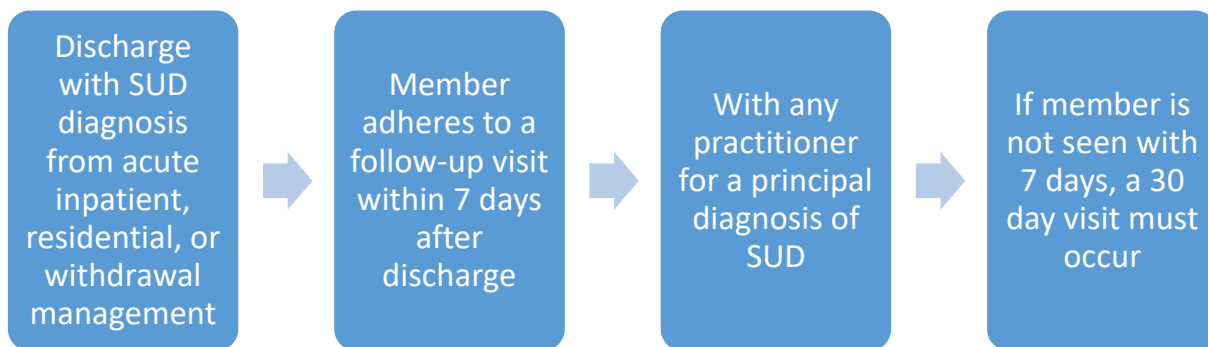 Discharge
with SUD
diagnosis
from acute
inpatient,
residential, or
withdrawal
management
Member
adheres to a
follow-up visit
within 7 days
after
discharge
With any
practitioner
for a principal
diagnosis of
SUD
If member is
not seen with
7 days, a 30
day visit must
occur